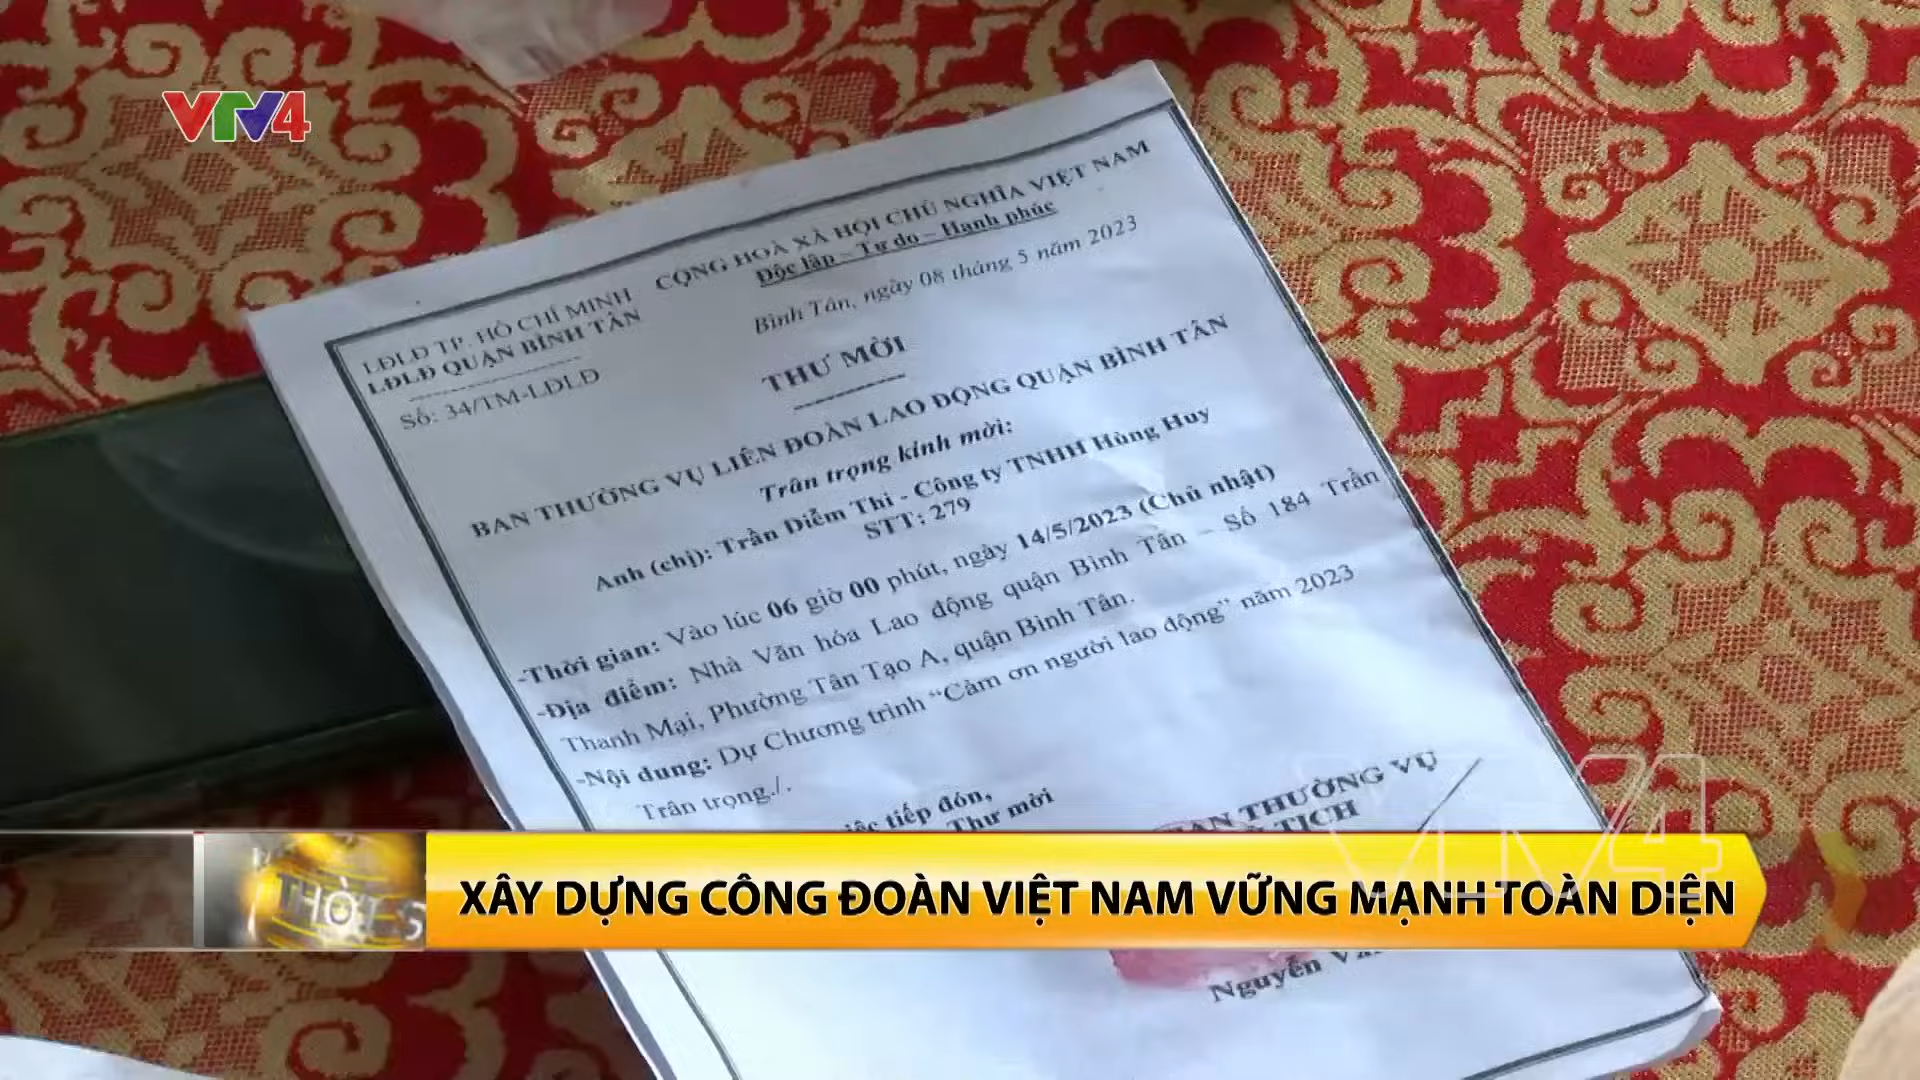 VTV4
LĐLĐ TP. HỒ CHÍ MINH
LĐLĐ QUẬN BÌNH TÂN
Số: 34/TM-LĐLĐ
CỘNG HOÀ XÃ HỘI CHỦ NGHĨA VIỆT NAM
Độc lập – Tự do – Hạnh phúc
Bình Tân, ngày 08 tháng 5 năm 2023
THƯ MỜI
BAN THƯỜNG VỤ LIÊN ĐOÀN LAO ĐỘNG QUẬN BÌNH TÂN
Trân trọng kính mời:
Anh (chị): Trần Diễm Thi - Công ty TNHH Hùng Huy
STT: 279
-Thời gian: Vào lúc 06 giờ 00 phút, ngày 14/5/2023 (Chủ nhật)
-Địa điểm: Nhà Văn hóa Lao động quận Bình Tân – Số 184 Trần
Thanh Mại, Phường Tân Tạo A, quận Bình Tân.
-Nội dung: Dự Chương trình “Cảm ơn người lao động” năm 2023
Trân trọng./.
tiếp đón,
Thư mời
THƯỜNG VỤ
TỊCH
VTV4
THỜI S
XÂY DỰNG CÔNG ĐOÀN VIỆT NAM VỮNG MẠNH TOÀN DIỆN
Nguyễn